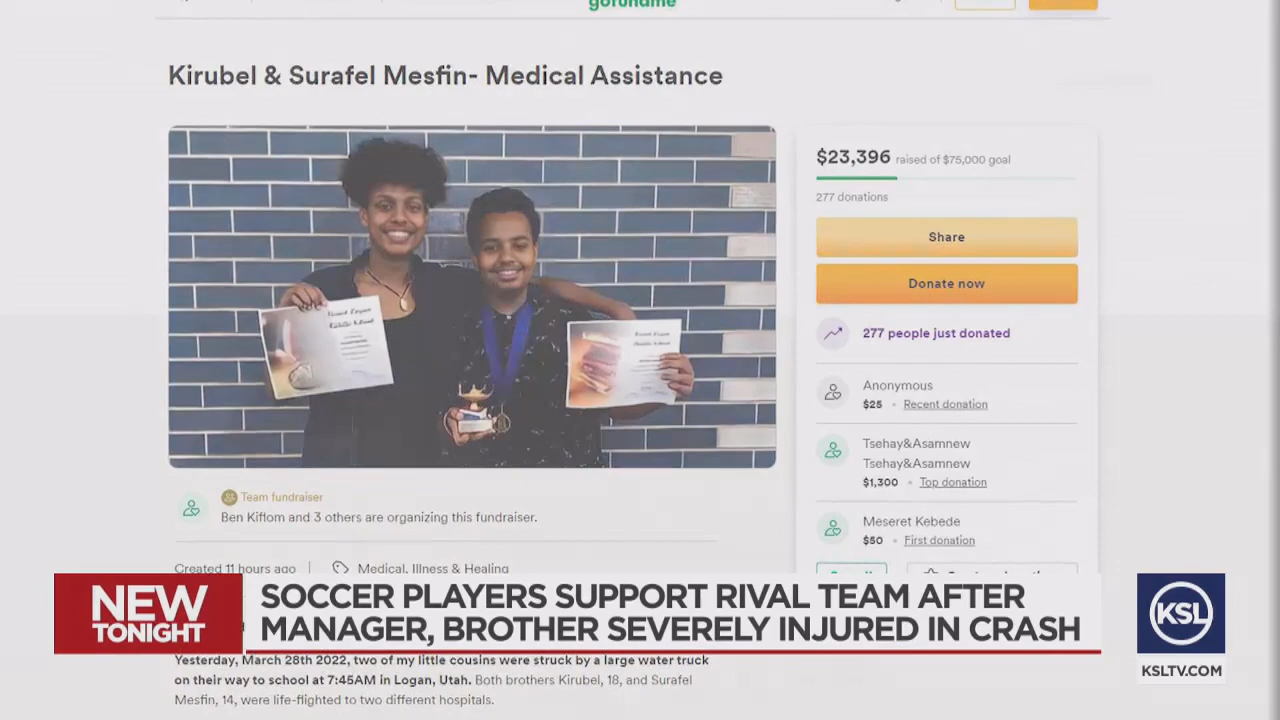 gofundme
Kirubel & Surafel Mesfin- Medical Assistance
$23,396 raised of $75,000 goal
277 donations
Share
Donate now
277 people just donated
Anonymous
$25 • Recent donation
Tsehay&Asamnew
Tsehay&Asamnew
$1,300 • Top donation
Meseret Kebede
$50 • First donation
Team fundraiser
Ben Kiflom and 3 others are organizing this fundraiser.
Created 11 hours ago | Medical, Illness & Healing
NEW
TONIGHT
SOCCER PLAYERS SUPPORT RIVAL TEAM AFTER
MANAGER, BROTHER SEVERELY INJURED IN CRASH
KSL
KSLTV.COM
Yesterday, March 28th 2022, two of my little cousins were struck by a large water truck
on their way to school at 7:45AM in Logan, Utah. Both brothers Kirubel, 18, and Surafel
Mesfin, 14, were life-flighted to two different hospitals.